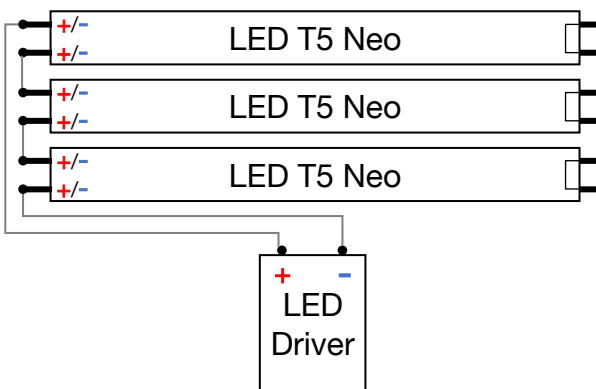 +/-
LED T5 Neo
+/-
+/-
LED T5 Neo
+/-
+/-
LED T5 Neo
+/-
+ -
LED
Driver